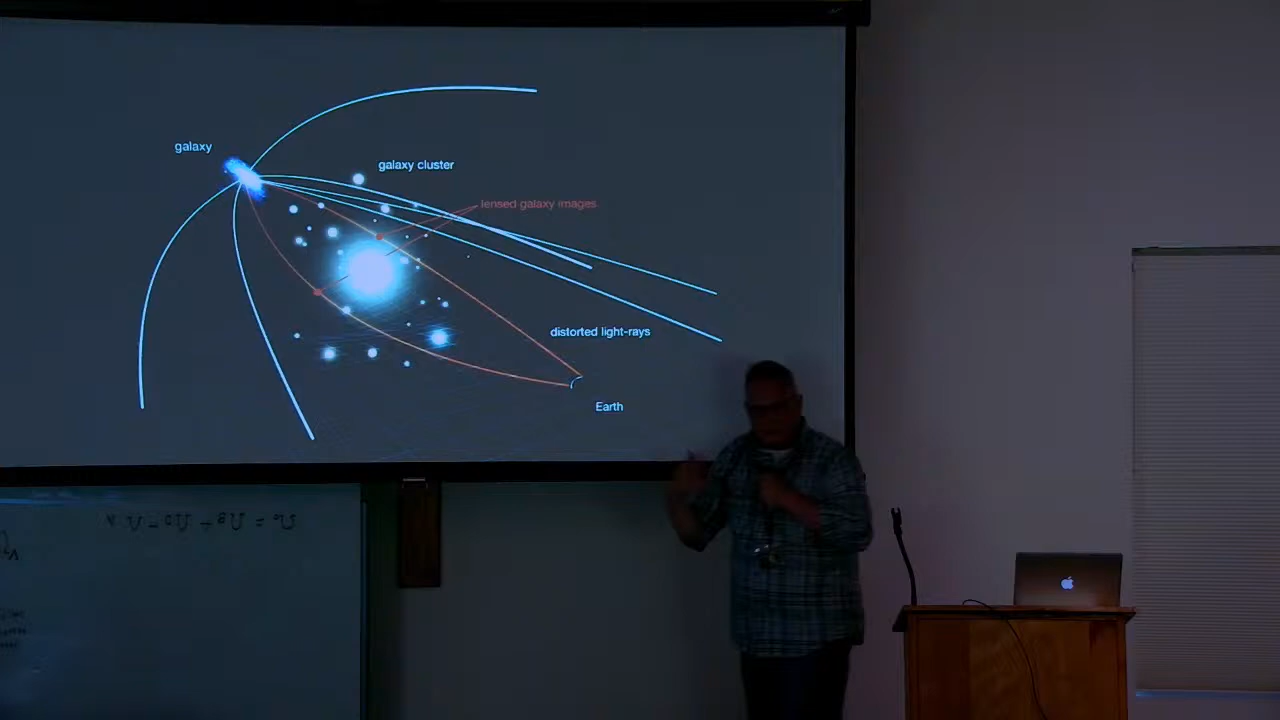 galaxy
galaxy cluster
lensed galaxy images
distorted light-rays
Earth